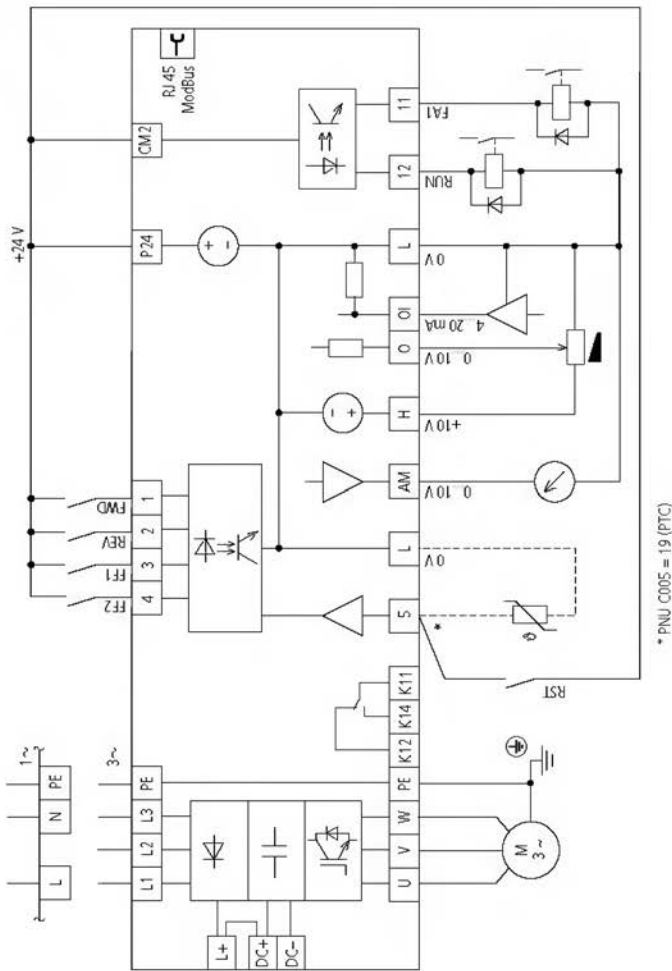 1~
L
N
PE
3~
L1
L2
L3
PE
L+
DC+
DC–
U
V
W
PE
M
3 ~
K12
K14
K11
FF2
FF1
REV
FWD
4
3
2
1
+24 V
P24
CM2
RJ 45
ModBus
5
*
L
0 V
AM
0...10 V
H
+10 V
O
0...10 V
OI
4...20 mA
L
0 V
12
RUN
11
FA1
ϑ
RST
* PNU C005 = 19 (PTC)